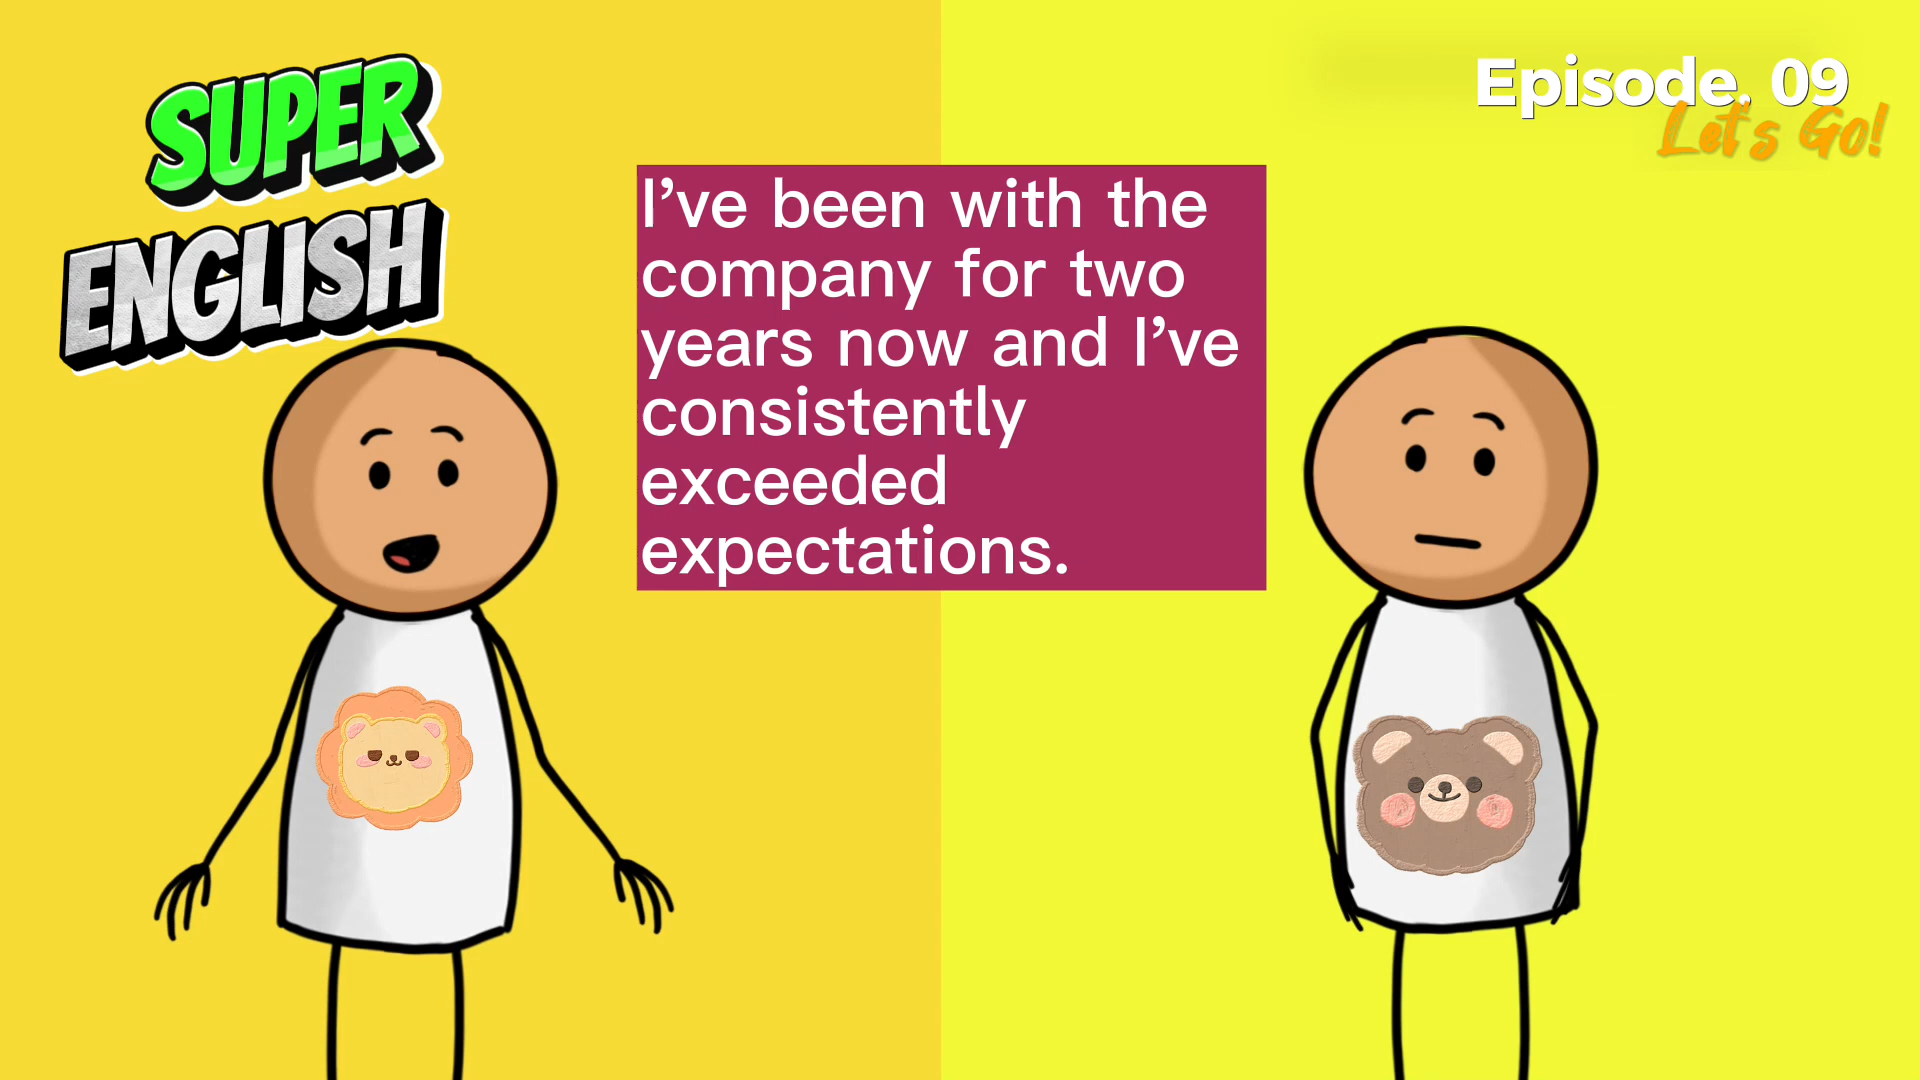 SUPER
ENGLISH
Episode. 09
Let's Go!
I’ve been with the
company for two
years now and I’ve
consistently
exceeded
expectations.